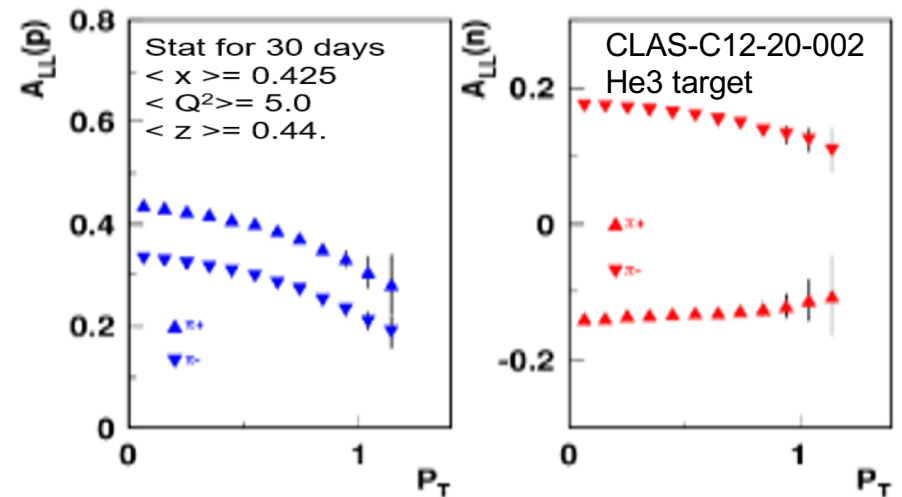 A_LL(p)
0.8
0.6
0.4
0.2
0
Stat for 30 days
< x >= 0.425
< Q²>= 5.0
< z >= 0.44.
π+
π-
0
1
P_T
A_LL(n)
0.2
0
-0.2
CLAS-C12-20-002
He3 target
π+
π-
0
1
P_T